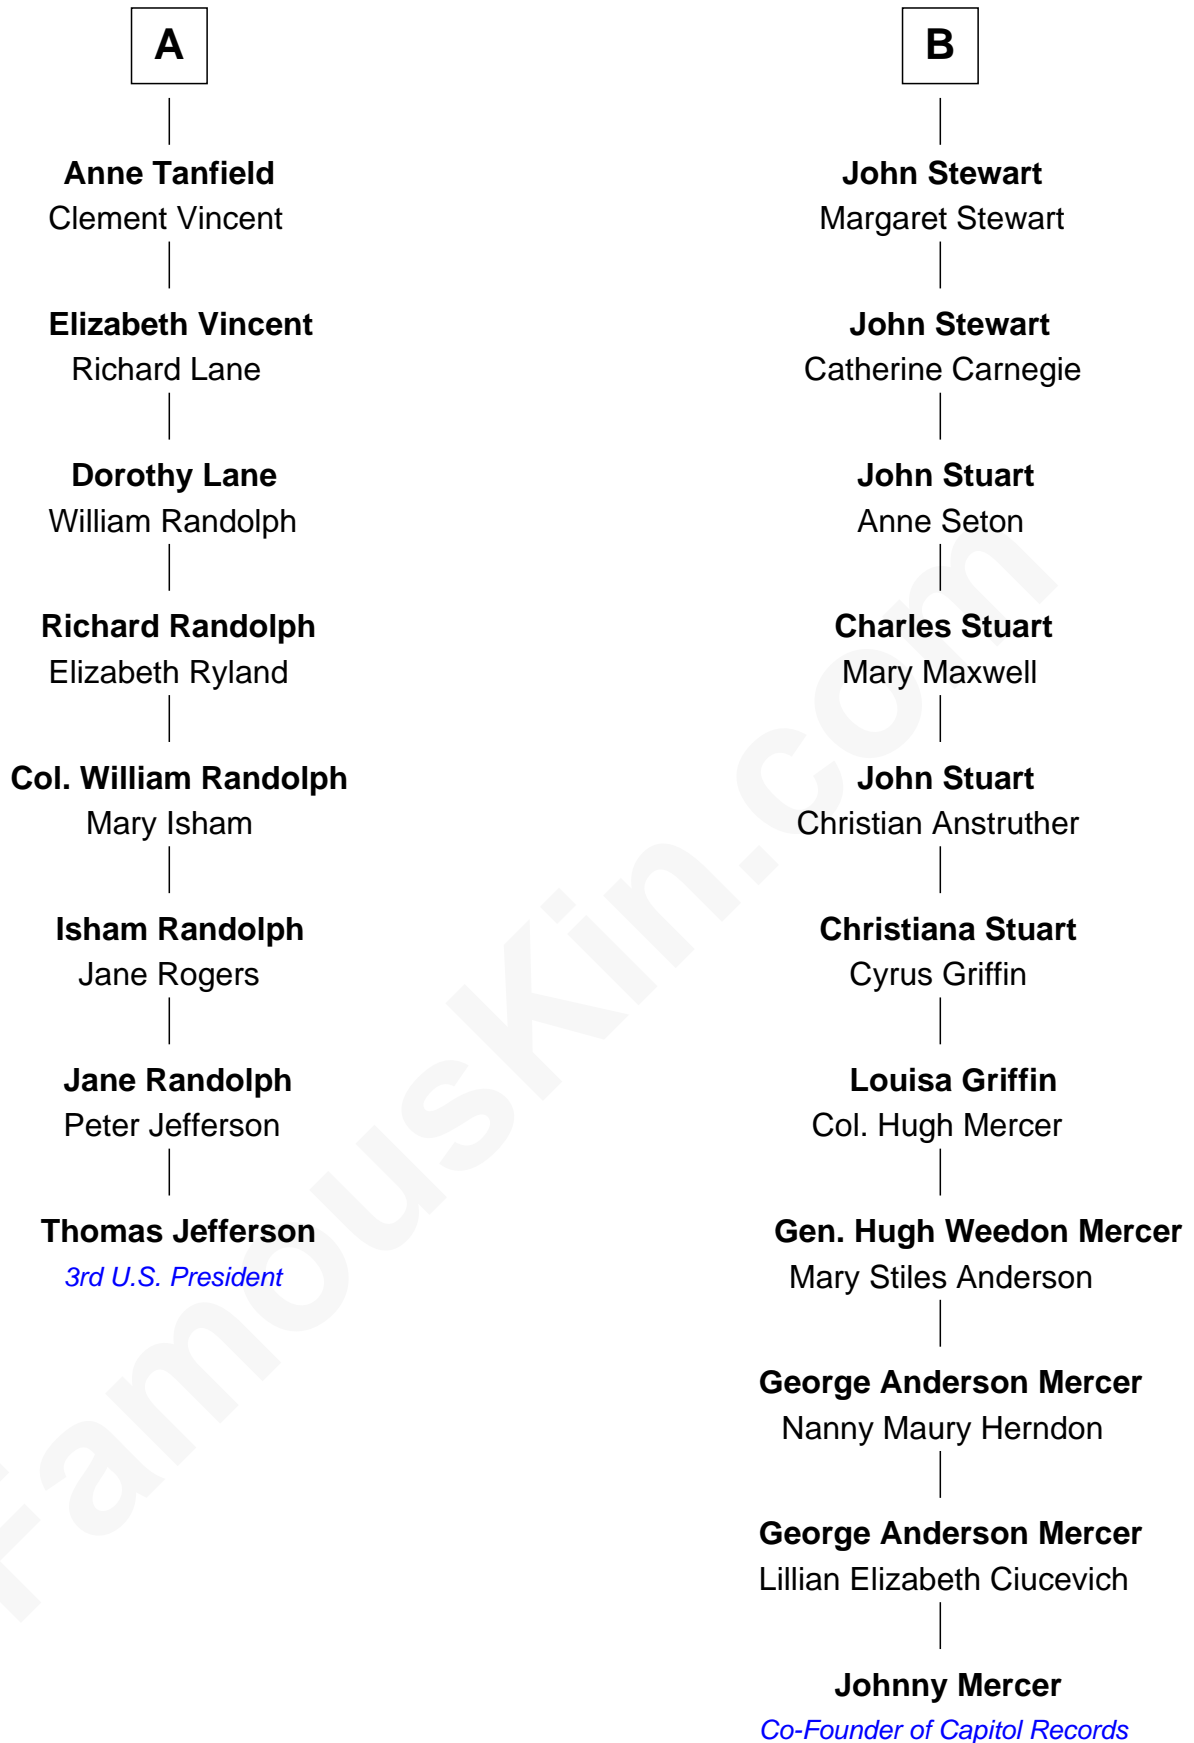 A
Anne Tanfield
Clement Vincent
Elizabeth Vincent
Richard Lane
Dorothy Lane
William Randolph
Richard Randolph
Elizabeth Ryland
Col. William Randolph
Mary Isham
Isham Randolph
Jane Rogers
Jane Randolph
Peter Jefferson
Thomas Jefferson
3rd U.S. President
B
John Stewart
Margaret Stewart
John Stewart
Catherine Carnegie
John Stuart
Anne Seton
Charles Stuart
Mary Maxwell
John Stuart
Christian Anstruther
Christiana Stuart
Cyrus Griffin
Louisa Griffin
Col. Hugh Mercer
Gen. Hugh Weedon Mercer
Mary Stiles Anderson
George Anderson Mercer
Nanny Maury Herndon
George Anderson Mercer
Lillian Elizabeth Ciucevich
Johnny Mercer
Co-Founder of Capitol Records
FamousKin.com